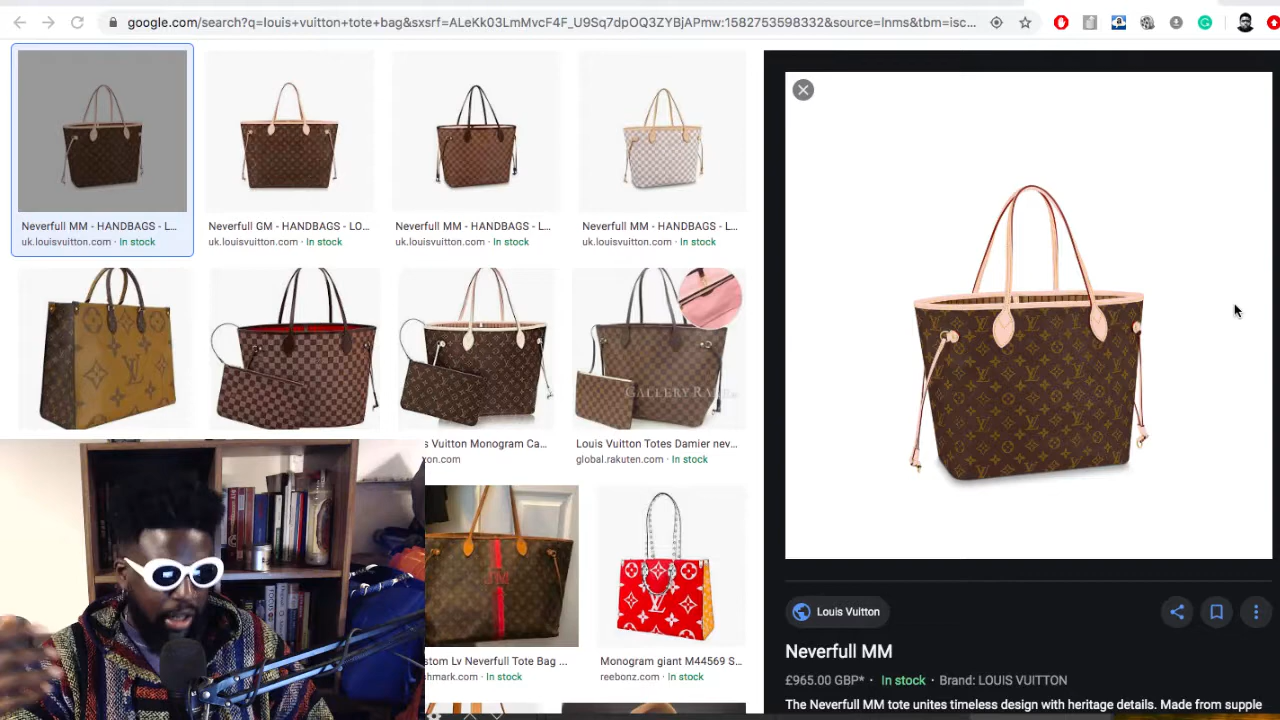 google.com/search?q=louis+vuitton+tote+bag&sxsrf=ALeKk03LmMvcF4F_U9Sq7dpOQ3ZYBjAPmw:1582753598332&source=lnms&tbm=isc...
Neverfull MM - HANDBAGS - L...
uk.louisvuitton.com · In stock
Neverfull GM - HANDBAGS - LO...
uk.louisvuitton.com · In stock
Neverfull MM - HANDBAGS - L...
uk.louisvuitton.com · In stock
Neverfull MM - HANDBAGS - L...
uk.louisvuitton.com · In stock
GALLERY
s Vuitton Monogram Ca...
zon.com · In stock
Louis Vuitton Totes Damier nev...
global.rakuten.com · In stock
stom Lv Neverfull Tote Bag ...
shmark.com · In stock
Monogram giant M44569 S...
reebonz.com · In stock
Louis Vuitton
Neverfull MM
£965.00 GBP* · In stock · Brand: LOUIS VUITTON
The Neverfull MM tote unites timeless design with heritage details. Made from supple